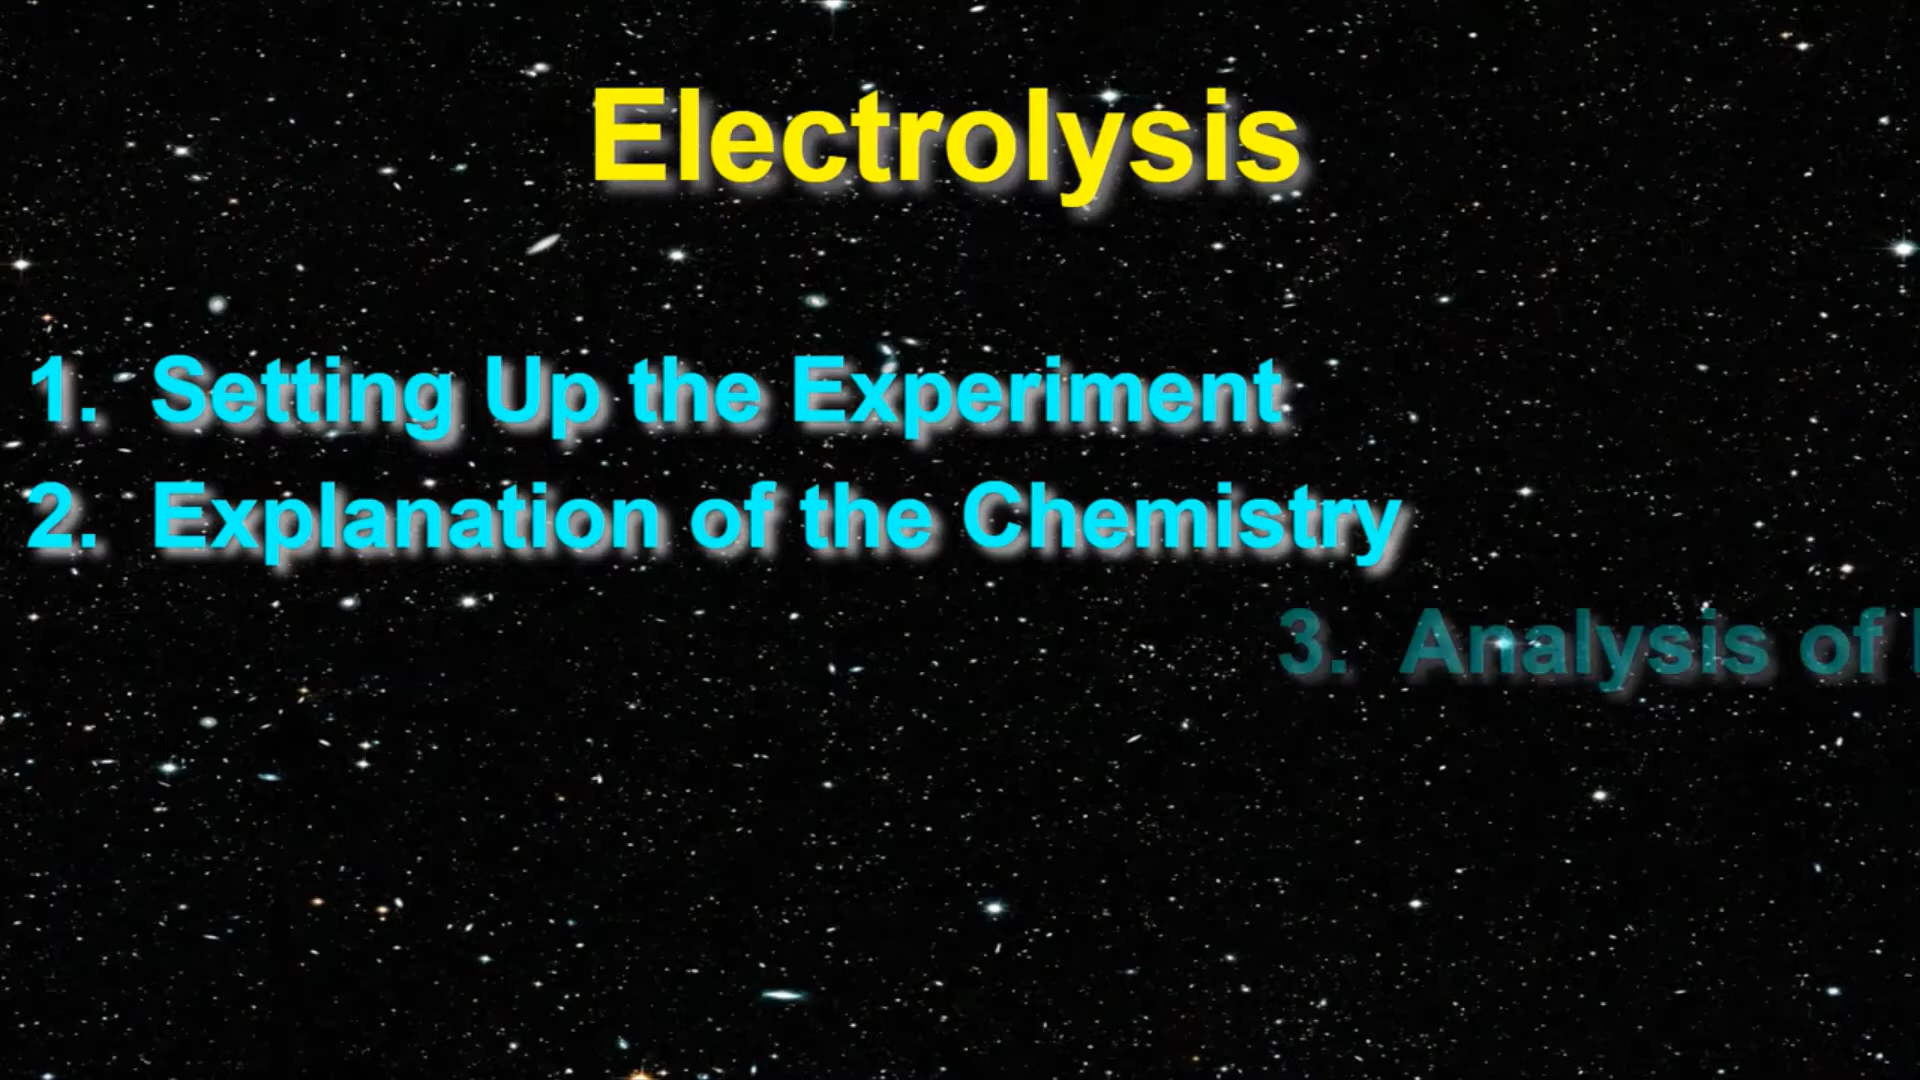 Electrolysis
1. Setting Up the Experiment
2. Explanation of the Chemistry
3. Analysis of